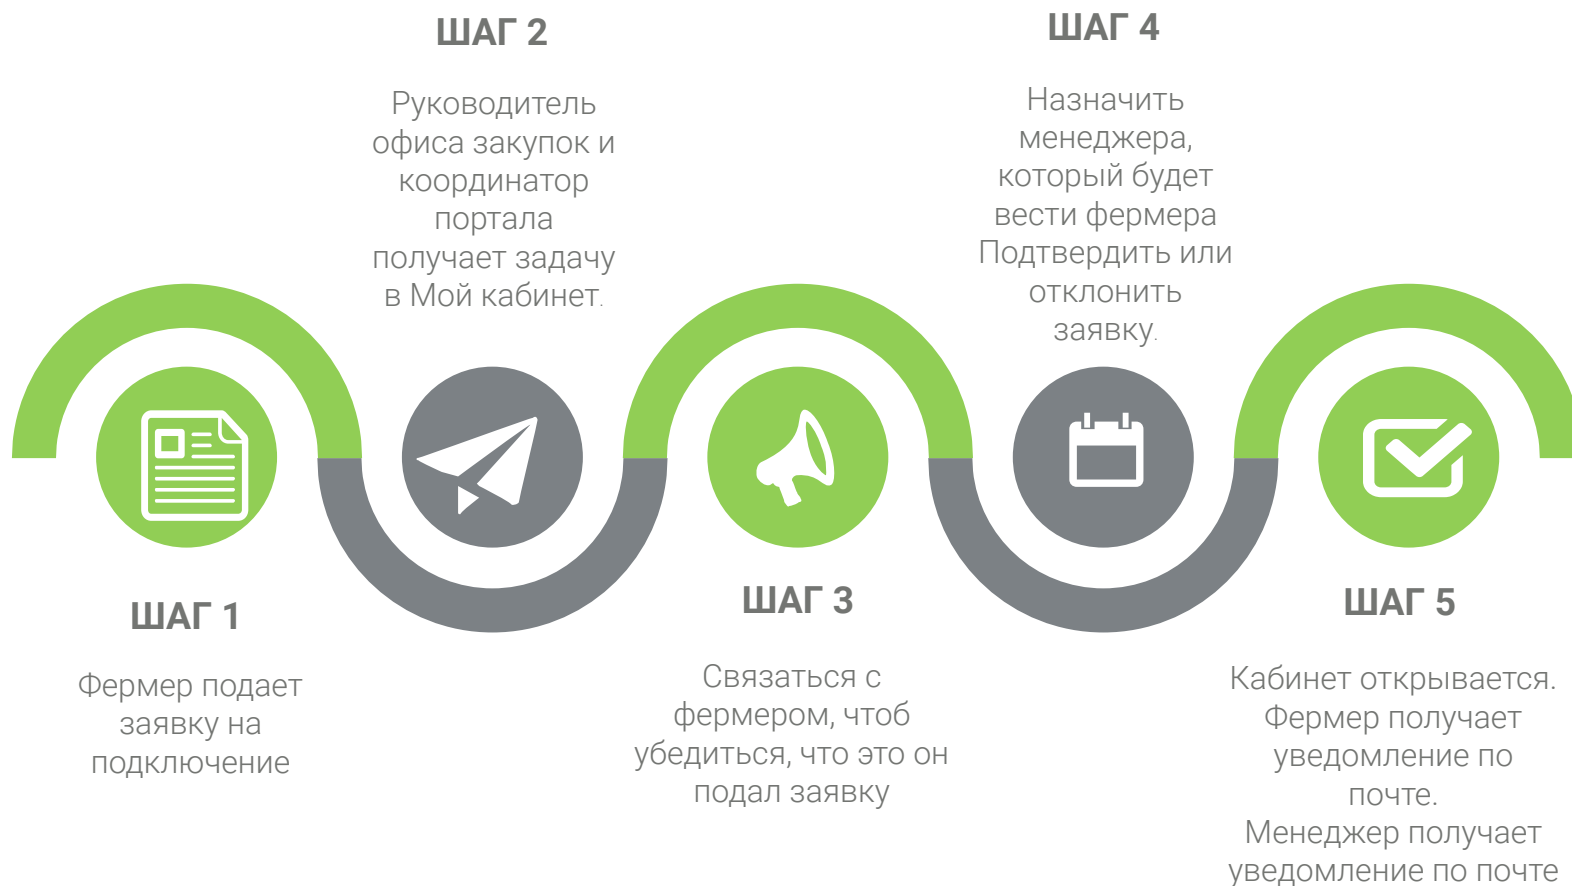 ШАГ 1
Фермер подает
заявку на
подключение
ШАГ 2
Руководитель
офиса закупок и
координатор
портала
получает задачу
в Мой кабинет.
ШАГ 3
Связаться с
фермером, чтоб
убедиться, что это он
подал заявку
ШАГ 4
Назначить
менеджера,
который будет
вести фермера
Подтвердить или
отклонить
заявку.
ШАГ 5
Кабинет открывается.
Фермер получает
уведомление по
почте.
Менеджер получает
уведомление по почте